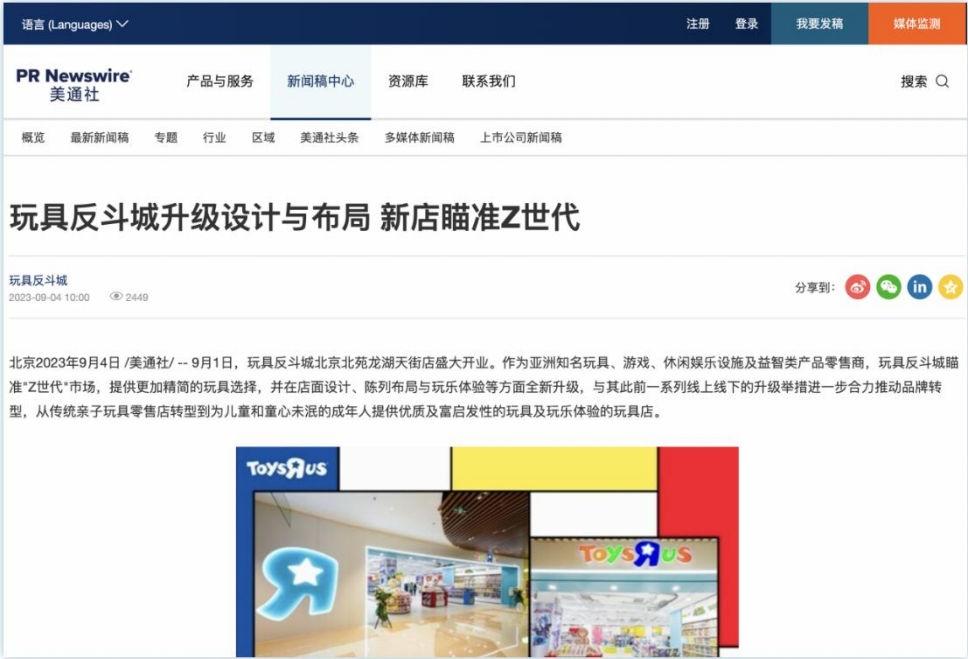 语言 (Languages)
注册
登录
我要发稿
媒体监测
PR Newswire®
美通社
产品与服务
新闻稿中心
资源库
联系我们
搜索
概览
最新新闻稿
专题
行业
区域
美通社头条
多媒体新闻稿
上市公司新闻稿
玩具反斗城升级设计与布局 新店瞄准Z世代
玩具反斗城
2023-09-04 10:00
2449
分享到：
in
北京2023年9月4日 /美通社/ -- 9月1日，玩具反斗城北京北苑龙湖天街店盛大开业。作为亚洲知名玩具、游戏、休闲娱乐设施及益智类产品零售商，玩具反斗城瞄
准"Z世代"市场，提供更加精简的玩具选择，并在店面设计、陈列布局与玩乐体验等方面全新升级，与其此前一系列线上线下的升级举措进一步合力推动品牌转
型，从传统亲子玩具零售店转型到为儿童和童心未泯的成年人提供优质及富启发性的玩具及玩乐体验的玩具店。
ToysRus
ToysRus